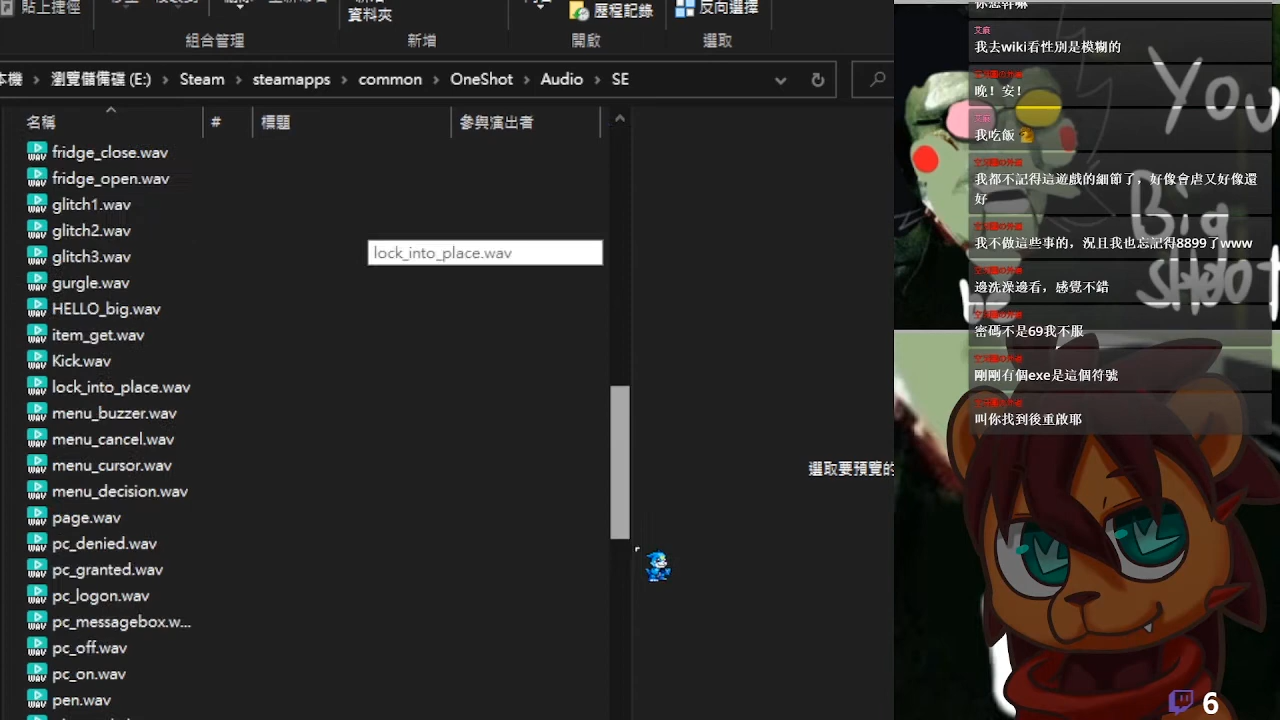 貼上捷徑
資料夾
歷程記錄
反向選擇
組合管理
新增
開啟
選取
本機 › 瀏覽儲備碟 (E:) › Steam › steamapps › common › OneShot › Audio › SE
名稱 # 標題 參與演出者
fridge_close.wav
fridge_open.wav
glitch1.wav
glitch2.wav
glitch3.wav
gurgle.wav
HELLO_big.wav
item_get.wav
Kick.wav
lock_into_place.wav
menu_buzzer.wav
menu_cancel.wav
menu_cursor.wav
menu_decision.wav
page.wav
pc_denied.wav
pc_granted.wav
pc_logon.wav
pc_messagebox.w...
pc_off.wav
pc_on.wav
pen.wav
lock_into_place.wav
選取要預覽的
我去wiki看性別是模糊的
晚！安！
我吃飯
我都不記得這遊戲的細節了，好像會虐又好像還
好
我不做這些事的，況且我也忘記得8899了www
邊洗澡邊看，感覺不錯
密碼不是69我不服
剛剛有個exe是這個符號
叫你找到後重啟耶
You
Big
shoot
be
6